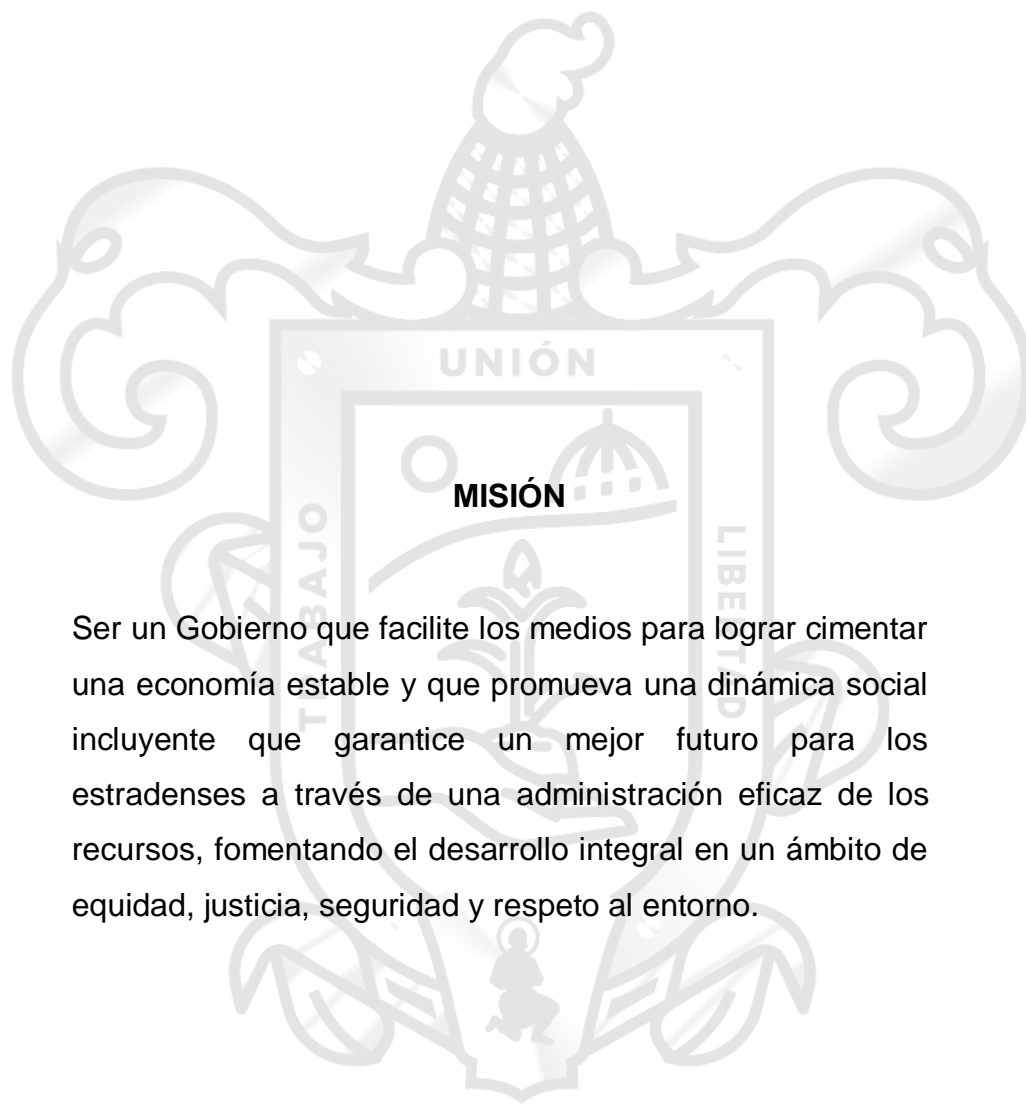 UNIÓN
MISIÓN
TRABAJO
LIBERTAD
Ser un Gobierno que facilite los medios para lograr cimentar
una economía estable y que promueva una dinámica social
incluyente que garantice un mejor futuro para los
estradenses a través de una administración eficaz de los
recursos, fomentando el desarrollo integral en un ámbito de
equidad, justicia, seguridad y respeto al entorno.